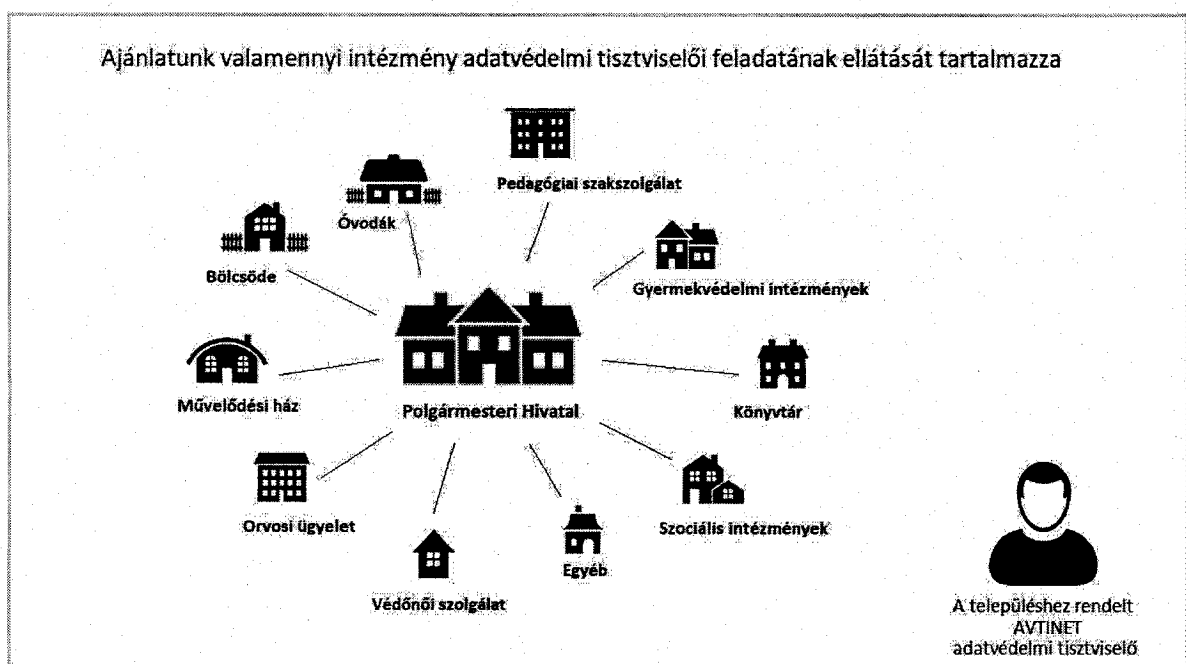 Ajánlatunk valamennyi intézmény adatvédelmi tisztviselői feladatának ellátását tartalmazza
Pedagógiai szakszolgálat
Óvodák
Bölcsőde
Gyermekvédelmi intézmények
Művelődési ház
Polgármesteri Hivatal
Könyvtár
Orvosi ügyelet
Szociális intézmények
Egyéb
Védőnői szolgálat
A településhez rendelt
AVTINET
adatvédelmi tisztviselő